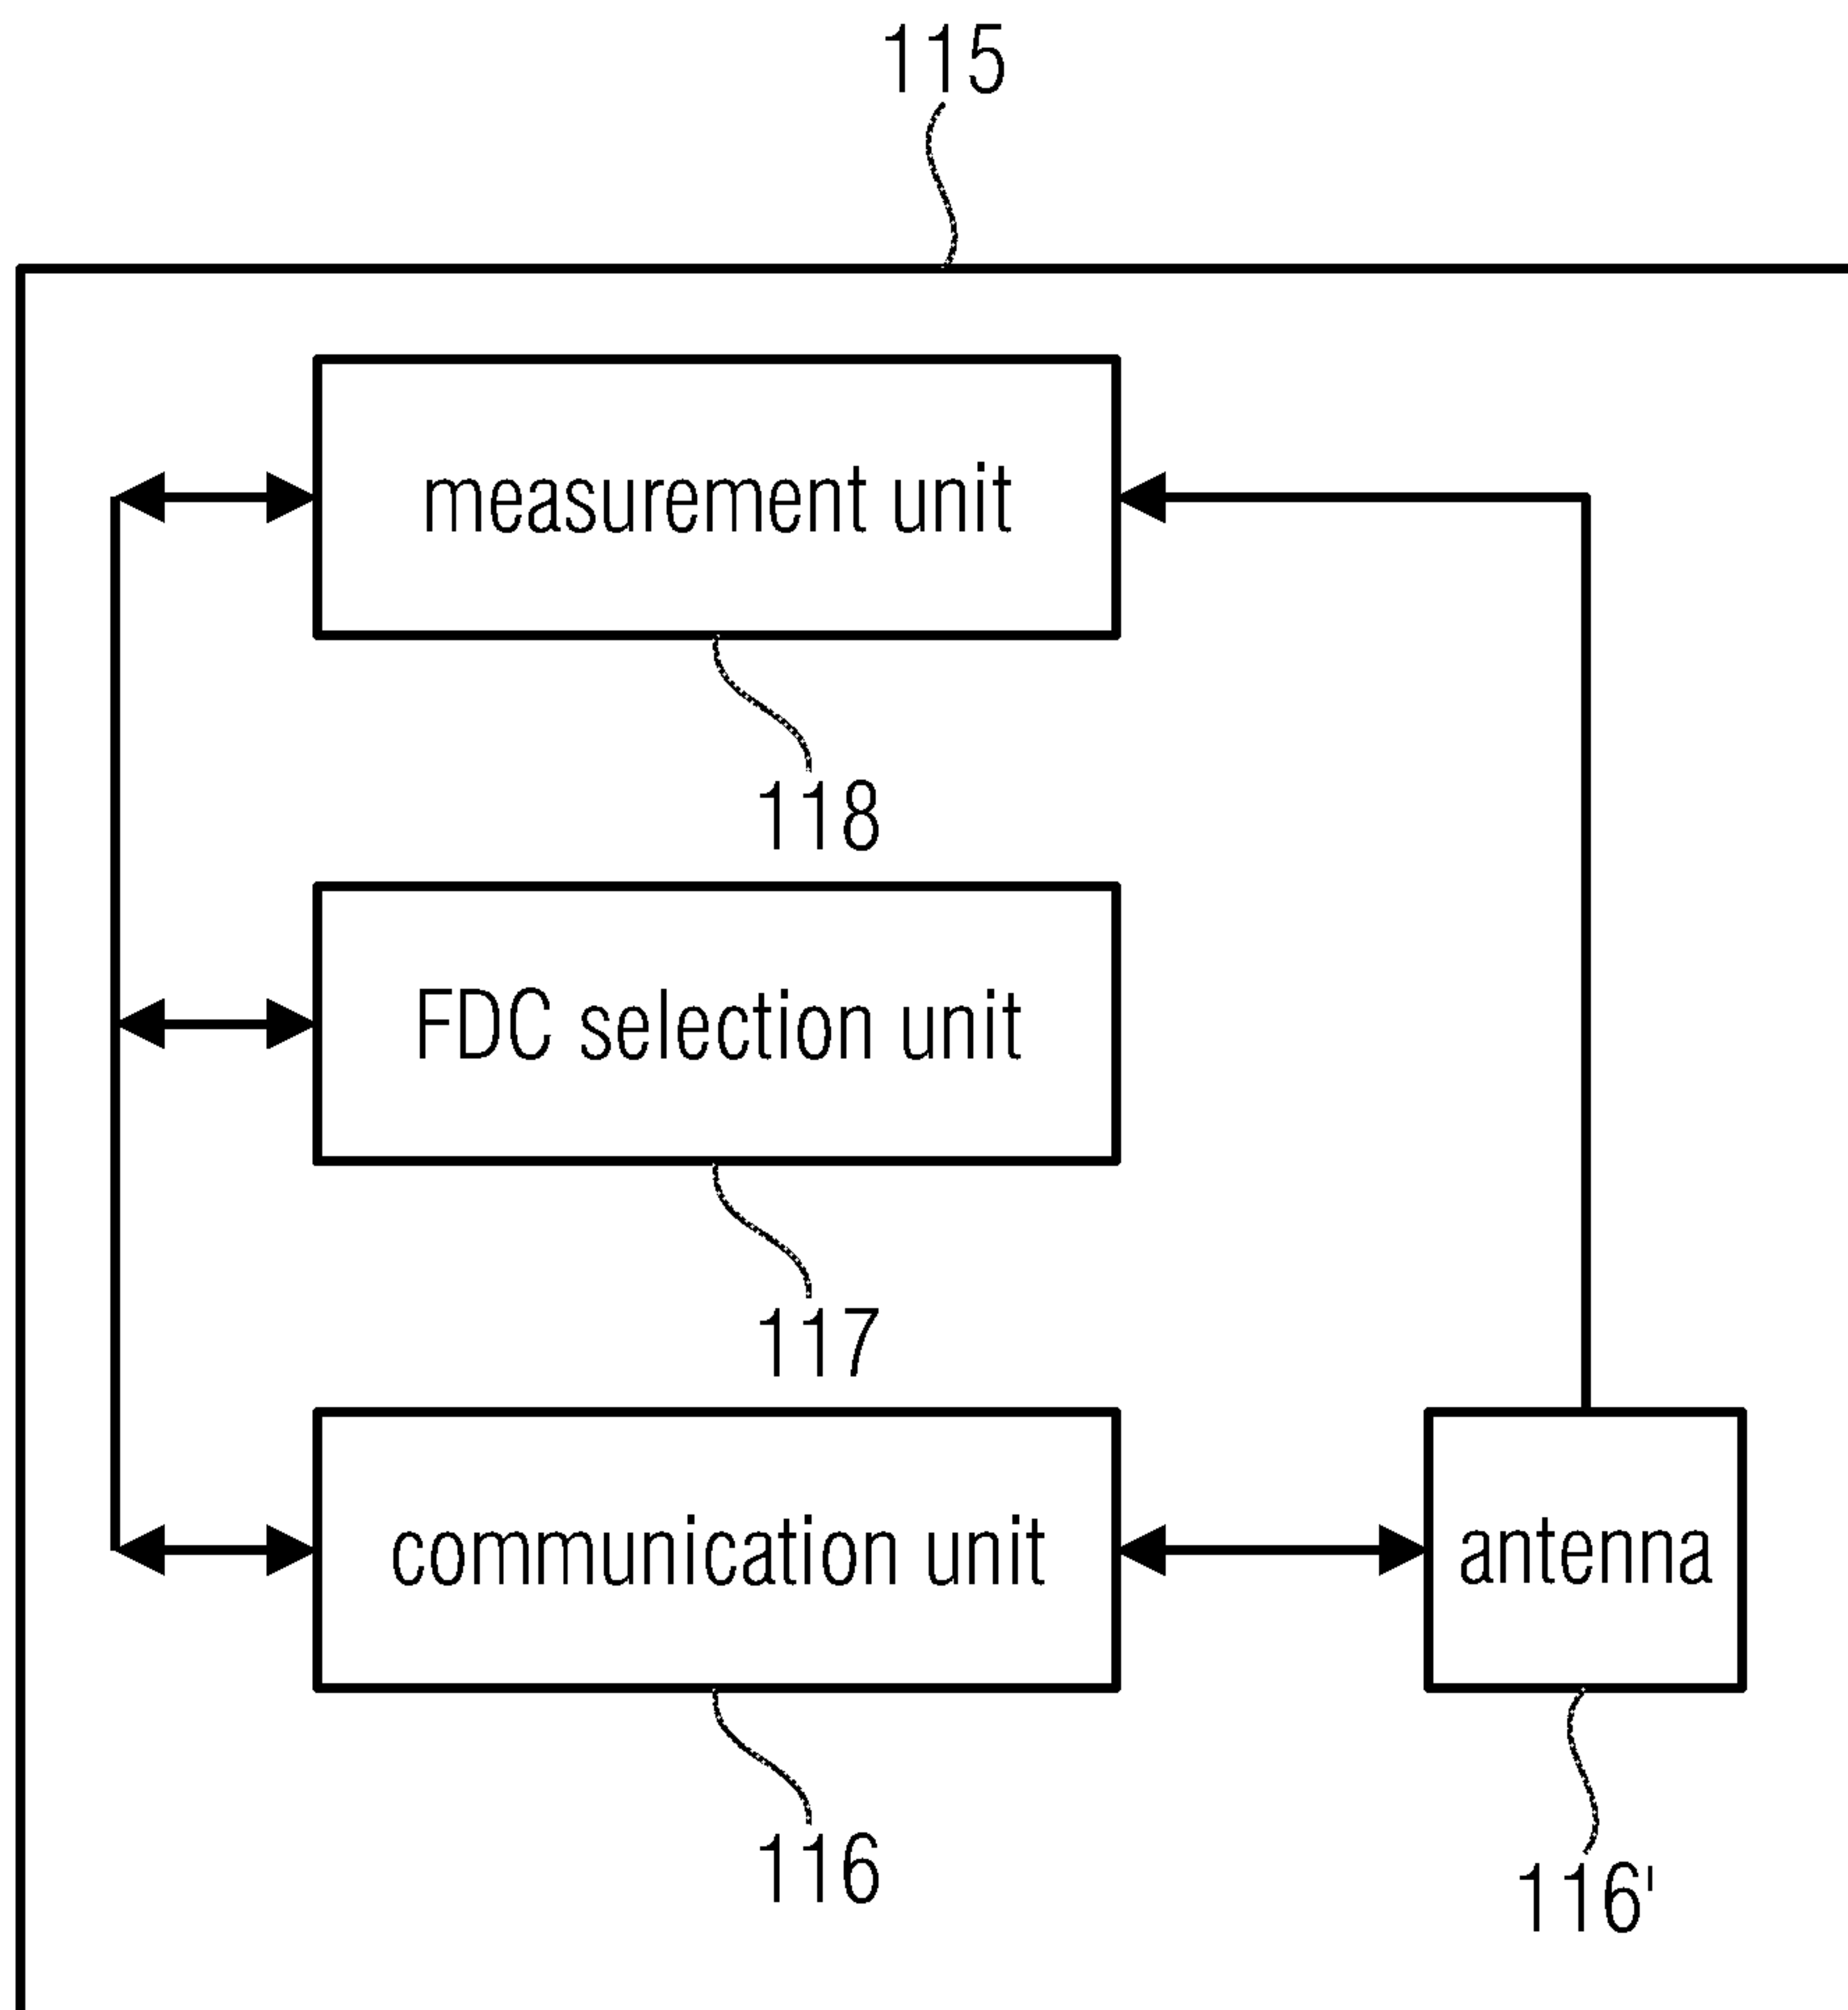 115
measurement unit
118
FDC selection unit
117
communication unit
antenna
116
116'